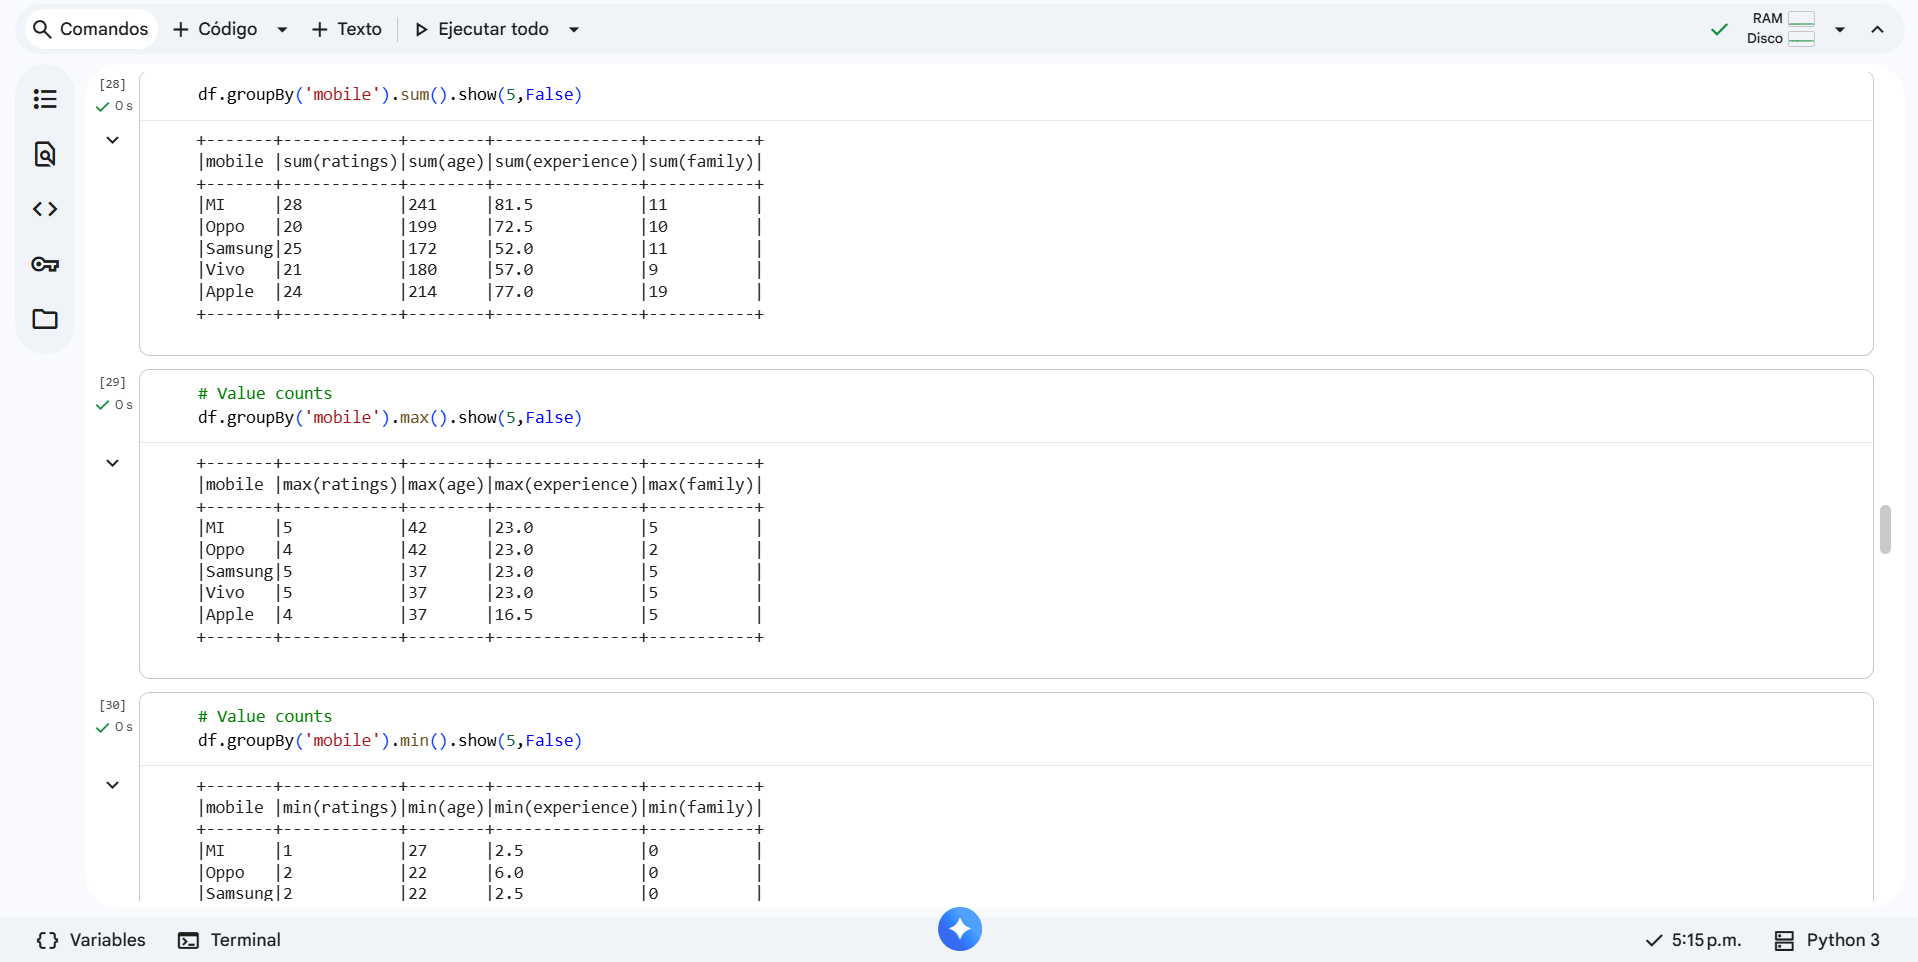 Comandos + Código + Texto Ejecutar todo RAM
Disco
[28] df.groupBy('mobile').sum().show(5,False)
0 s
+-------+------------+--------+---------------+-----------+
|mobile |sum(ratings)|sum(age)|sum(experience)|sum(family)|
+-------+------------+--------+---------------+-----------+
|MI     |28          |241     |81.5           |11         |
|Oppo   |20          |199     |72.5           |10         |
|Samsung|25          |172     |52.0           |11         |
|Vivo   |21          |180     |57.0           |9          |
|Apple  |24          |214     |77.0           |19         |
+-------+------------+--------+---------------+-----------+
[29] # Value counts
0 s df.groupBy('mobile').max().show(5,False)
+-------+------------+--------+---------------+-----------+
|mobile |max(ratings)|max(age)|max(experience)|max(family)|
+-------+------------+--------+---------------+-----------+
|MI     |5           |42      |23.0           |5          |
|Oppo   |4           |42      |23.0           |2          |
|Samsung|5           |37      |23.0           |5          |
|Vivo   |5           |37      |23.0           |5          |
|Apple  |4           |37      |16.5           |5          |
+-------+------------+--------+---------------+-----------+
[30] # Value counts
0 s df.groupBy('mobile').min().show(5,False)
+-------+------------+--------+---------------+-----------+
|mobile |min(ratings)|min(age)|min(experience)|min(family)|
+-------+------------+--------+---------------+-----------+
|MI     |1           |27      |2.5            |0          |
|Oppo   |2           |22      |6.0            |0          |
|Samsung|2           |22      |2.5            |0          |
{} Variables Terminal 5:15 p.m. Python 3